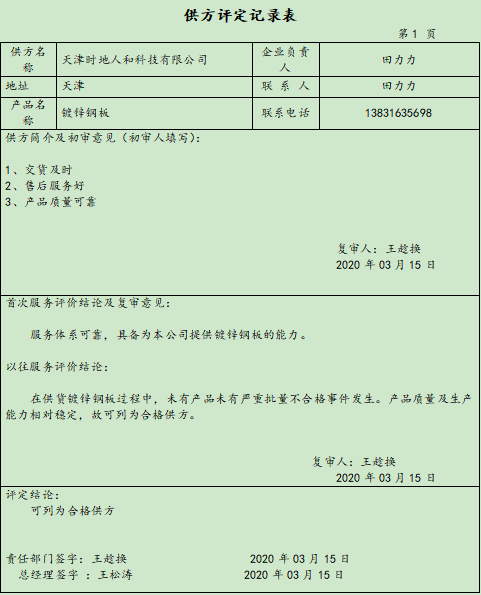 供方评定记录表
第 1 页
供方名称 天津时地人和科技有限公司 企业负责人 田力力
地址 天津 联 系 人 田力力
产品名称 镀锌钢板 联系电话 13831635698
供方简介及初审意见（初审人填写）：
1、交货及时
2、售后服务好
3、产品质量可靠
复审人：王趁换
2020 年 03 月 15 日
首次服务评价结论及复审意见：
服务体系可靠，具备为本公司提供镀锌钢板的能力。
以往服务评价结论：
在供货镀锌钢板过程中，未有产品未有严重批量不合格事件发生。产品质量及生产
能力相对稳定，故可列为合格供方。
复审人：王趁换
2020 年 03 月 15 日
评定结论：
可列为合格供方
责任部门签字：王趁换 2020 年 03 月 15 日
总经理签字 ：王松涛 2020 年 03 月 15 日